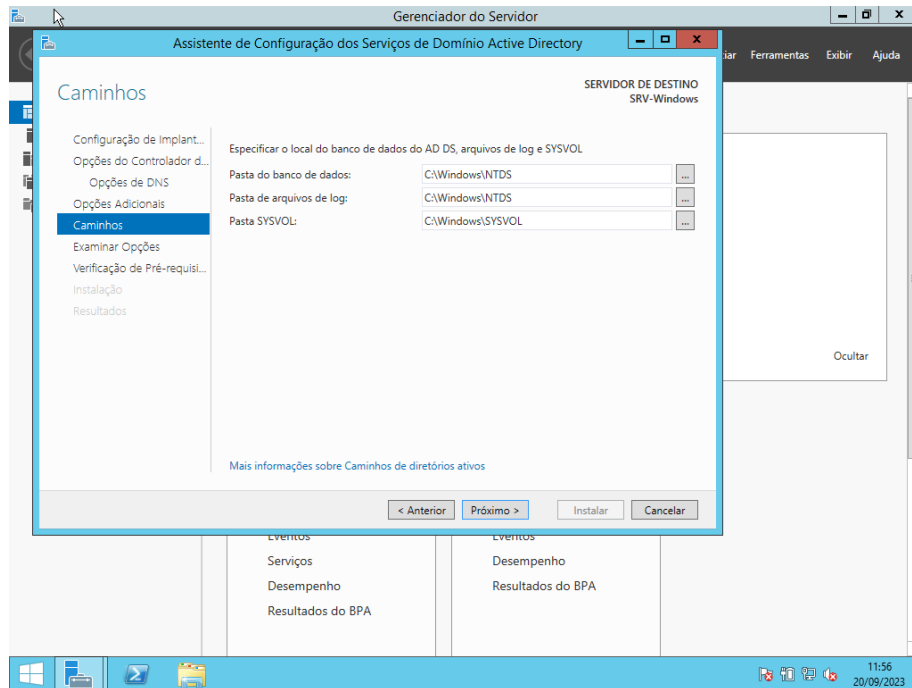 Gerenciador do Servidor
Assistente de Configuração dos Serviços de Domínio Active Directory
Ferramentas Exibir Ajuda
Caminhos
SERVIDOR DE DESTINO
SRV-Windows
Configuração de Implant...
Opções do Controlador d...
Opções de DNS
Opções Adicionais
Caminhos
Examinar Opções
Verificação de Pré-requisi...
Instalação
Resultados
Especificar o local do banco de dados do AD DS, arquivos de log e SYSVOL
Pasta do banco de dados: C:\Windows\NTDS ...
Pasta de arquivos de log: C:\Windows\NTDS ...
Pasta SYSVOL: C:\Windows\SYSVOL ...
Ocultar
Mais informações sobre Caminhos de diretórios ativos
< Anterior Próximo > Instalar Cancelar
Eventos Eventos
Serviços Desempenho
Desempenho Resultados do BPA
Resultados do BPA
11:56
20/09/2023